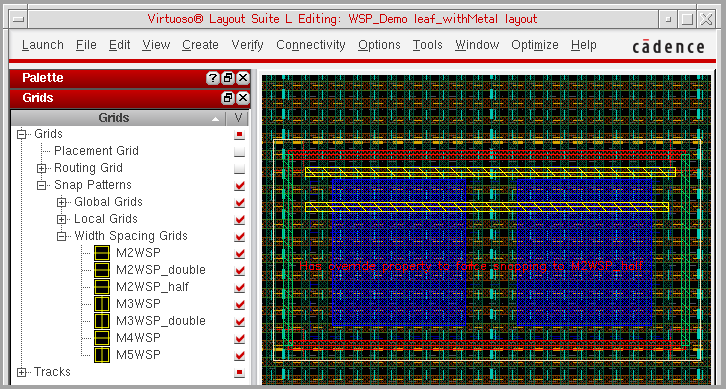 Virtuoso® Layout Suite L Editing: WSP_Demo leaf_withMetal layout
Launch File Edit View Create Verify Connectivity Options Tools Window Optimize Help
cādence
Palette
Grids
Grids V
Grids
Placement Grid
Routing Grid
Snap Patterns
Global Grids
Local Grids
Width Spacing Grids
M2WSP
M2WSP_double
M2WSP_half
M3WSP
M3WSP_double
M4WSP
M5WSP
Tracks
Has override property to force snapping to M2WSP_half